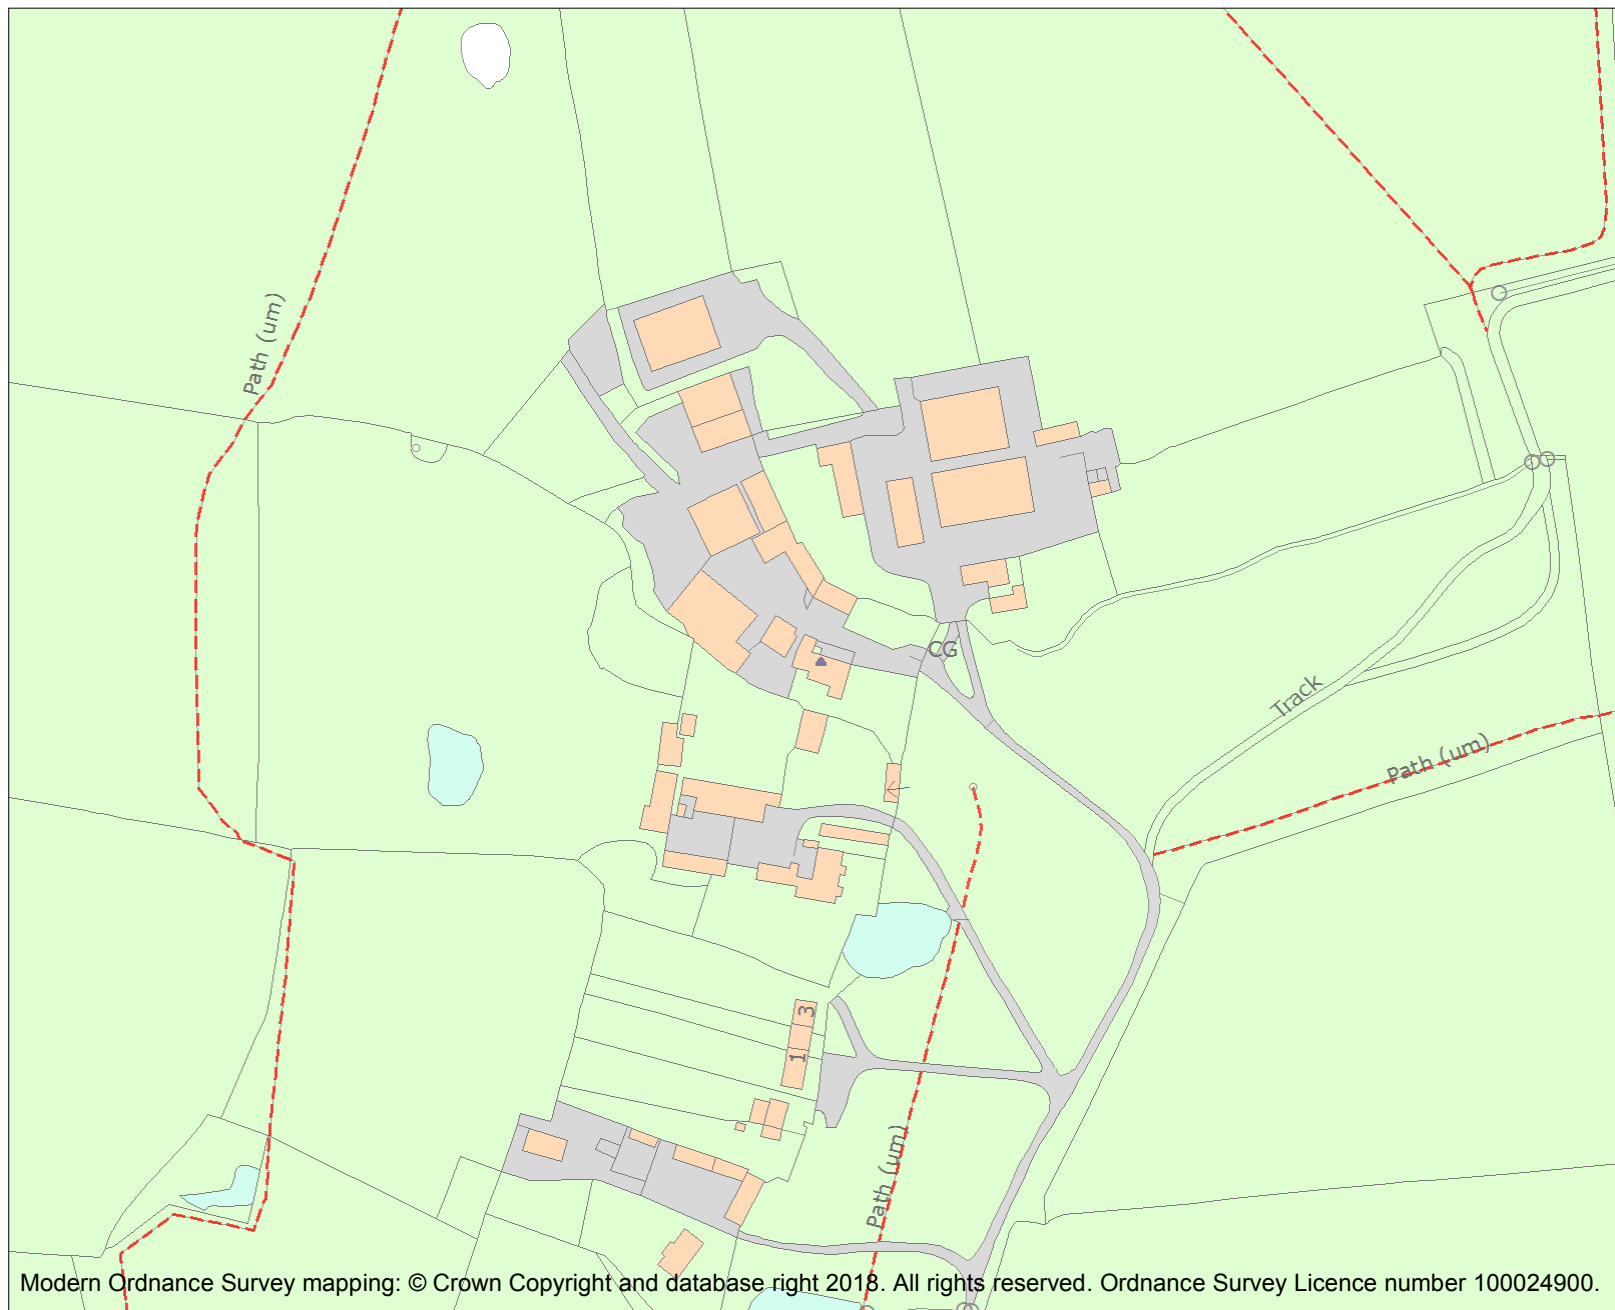 Path (um)
CG
Track
Path (um)
3
1
Path (um)
Modern Ordnance Survey mapping: © Crown Copyright and database right 2018. All rights reserved. Ordnance Survey Licence number 100024900.